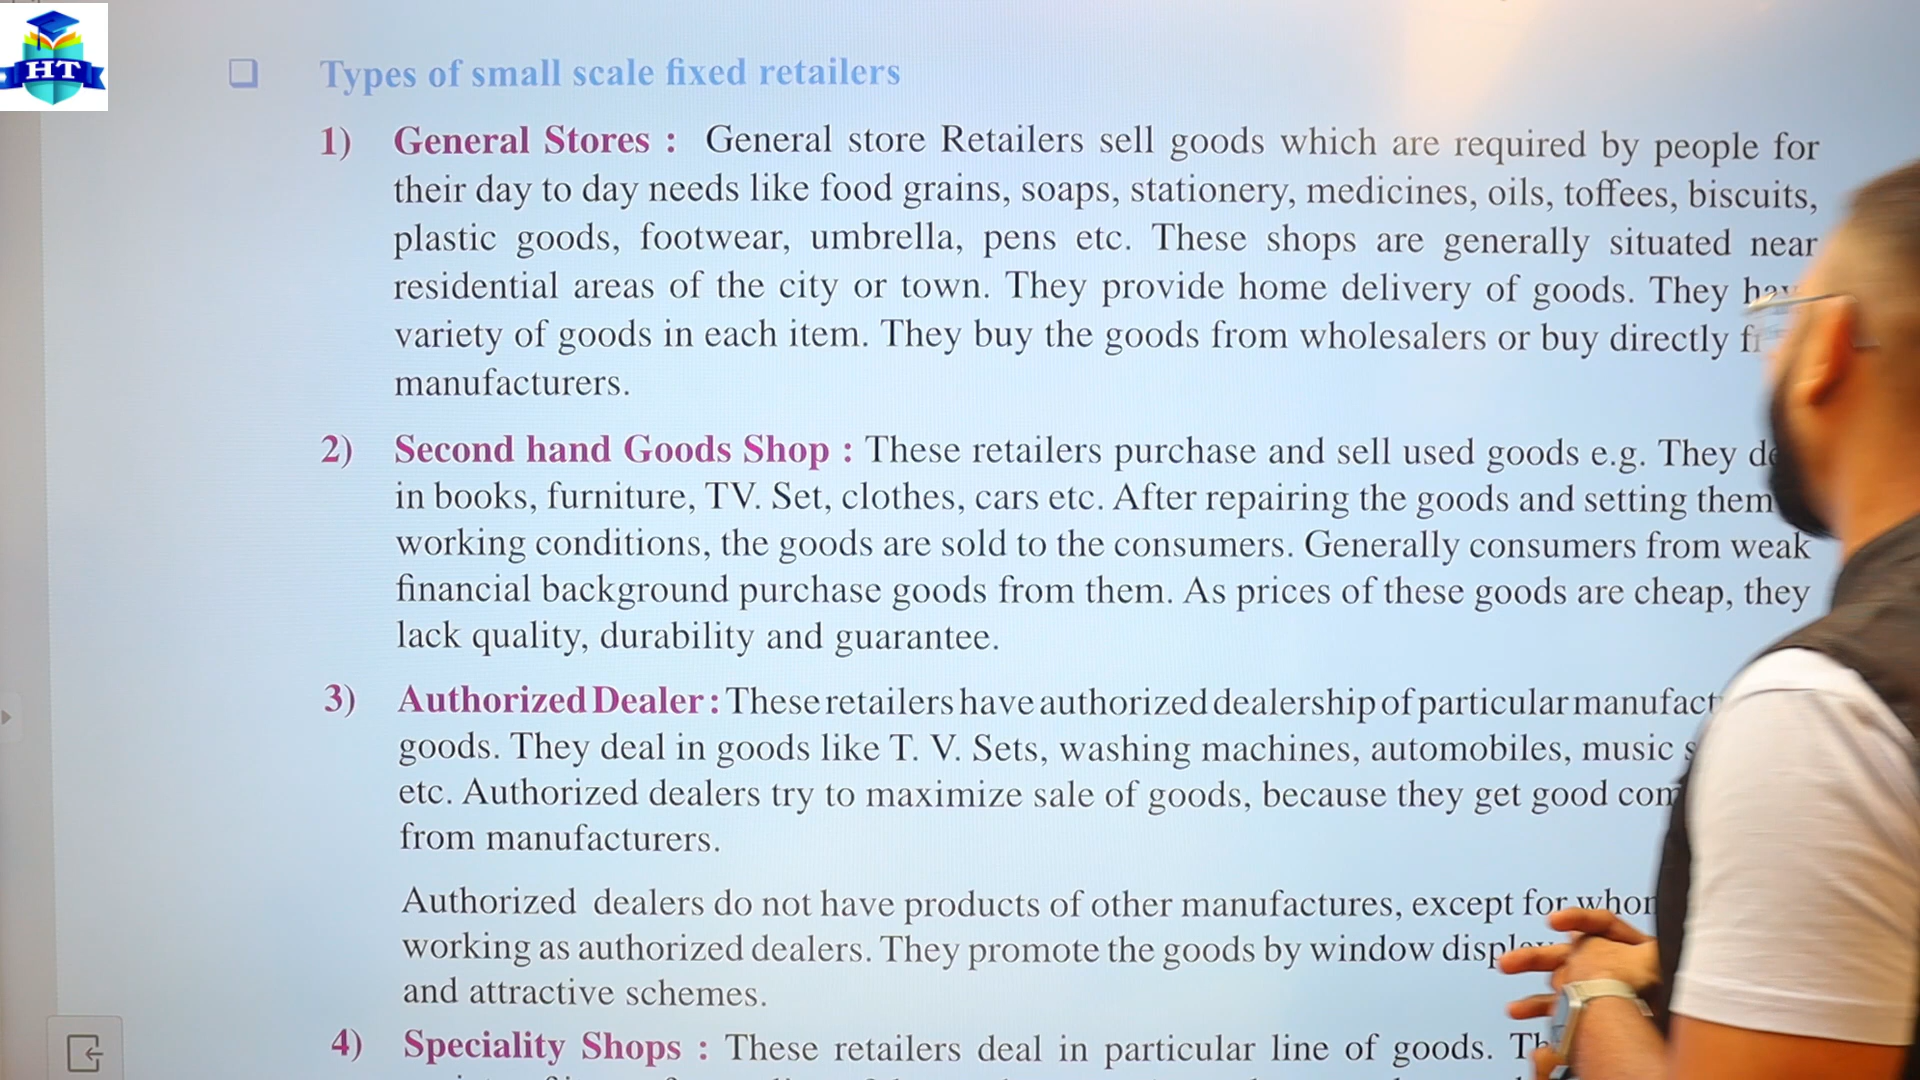 HT
Types of small scale fixed retailers
1) General Stores : General store Retailers sell goods which are required by people for
their day to day needs like food grains, soaps, stationery, medicines, oils, toffees, biscuits,
plastic goods, footwear, umbrella, pens etc. These shops are generally situated near
residential areas of the city or town. They provide home delivery of goods. They
variety of goods in each item. They buy the goods from wholesalers or buy directly
manufacturers.
2) Second hand Goods Shop : These retailers purchase and sell used goods e.g. They
in books, furniture, TV. Set, clothes, cars etc. After repairing the goods and setting them
working conditions, the goods are sold to the consumers. Generally consumers from weak
financial background purchase goods from them. As prices of these goods are cheap, they
lack quality, durability and guarantee.
3) Authorized Dealer : These retailers have authorized dealership of particular
goods. They deal in goods like T. V. Sets, washing machines, automobiles, music
etc. Authorized dealers try to maximize sale of goods, because they get good
from manufacturers.
Authorized dealers do not have products of other manufactures, except for
working as authorized dealers. They promote the goods by window
and attractive schemes.
4) Speciality Shops : These retailers deal in particular line of goods.